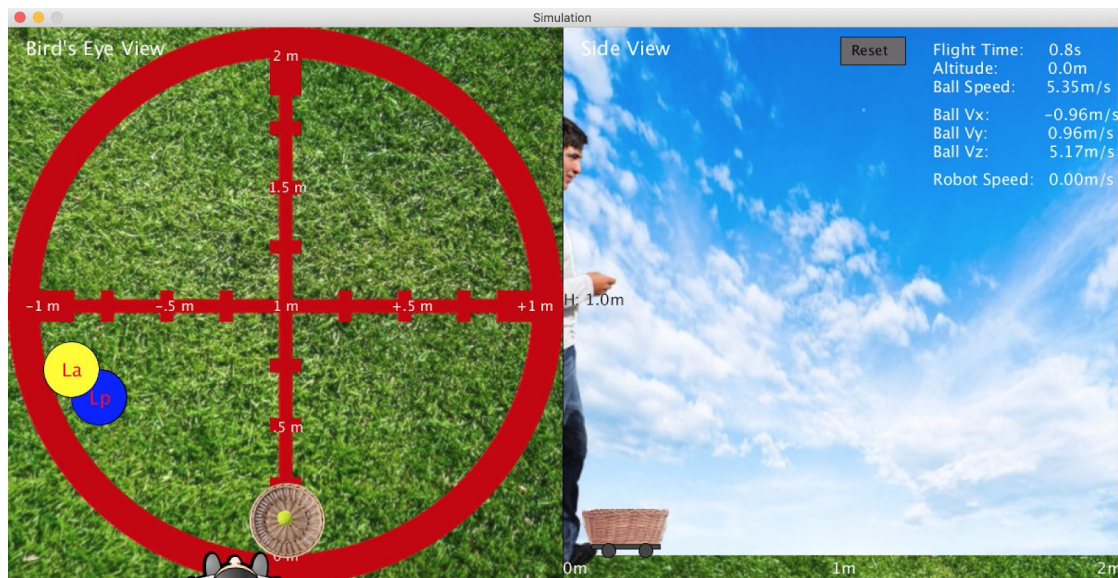 Simulation
Bird's Eye View
2 m
1.5 m
-1 m
-.5 m
1 m
+.5 m
+1 m
La
Lp
.5 m
0 m
Side View
Reset
Flight Time: 0.8s
Altitude: 0.0m
Ball Speed: 5.35m/s
Ball Vx: -0.96m/s
Ball Vy: 0.96m/s
Ball Vz: 5.17m/s
Robot Speed: 0.00m/s
H: 1.0m
0m
1m
2m